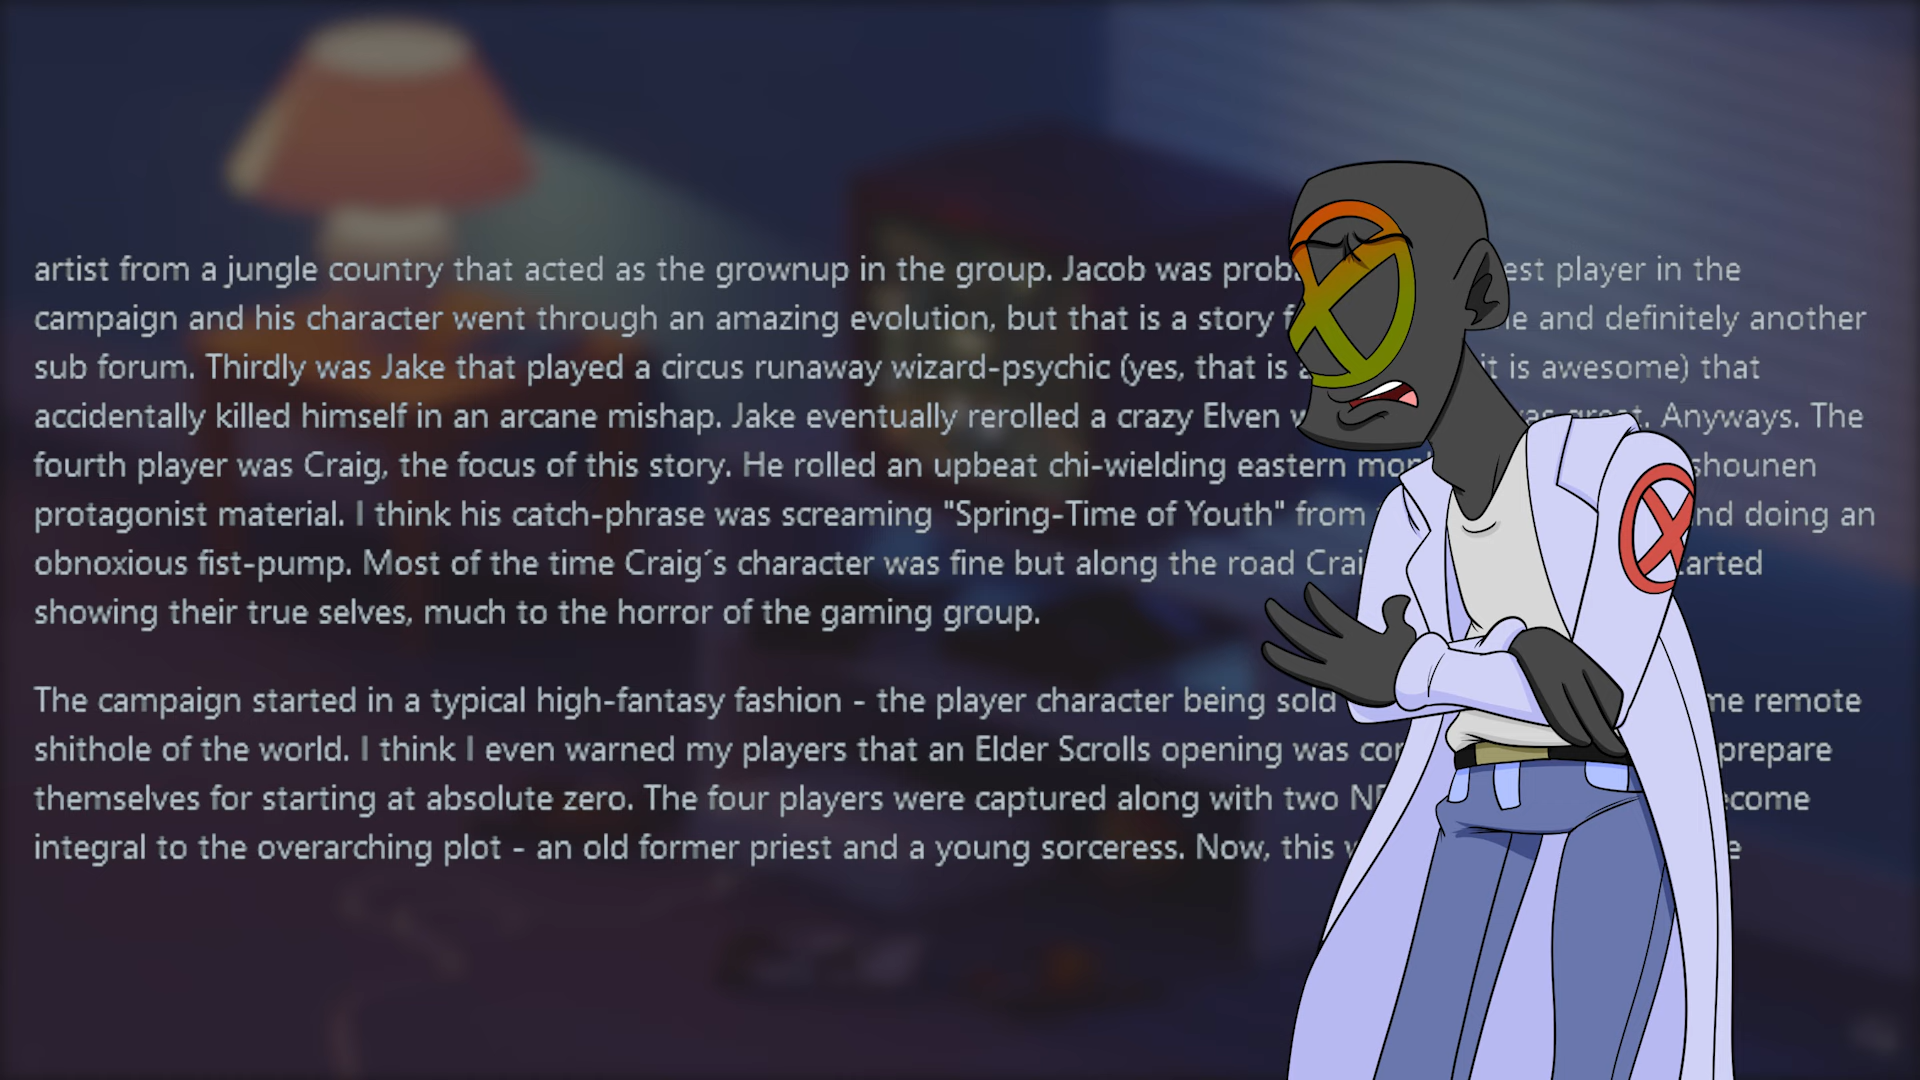 artist from a jungle country that acted as the grownup in the group. Jacob was est player in the
campaign and his character went through an amazing evolution, but that is a story and definitely another
sub forum. Thirdly was Jake that played a circus runaway wizard-psychic (yes, that is it is awesome) that
accidentally killed himself in an arcane mishap. Jake eventually rerolled a crazy Elven was great. Anyways. The
fourth player was Craig, the focus of this story. He rolled an upbeat chi-wielding eastern shounen
protagonist material. I think his catch-phrase was screaming "Spring-Time of Youth" from and doing an
obnoxious fist-pump. Most of the time Craig´s character was fine but along the road started
showing their true selves, much to the horror of the gaming group.
The campaign started in a typical high-fantasy fashion - the player character being sold remote
shithole of the world. I think I even warned my players that an Elder Scrolls opening was prepare
themselves for starting at absolute zero. The four players were captured along with two
integral to the overarching plot - an old former priest and a young sorceress. Now, this